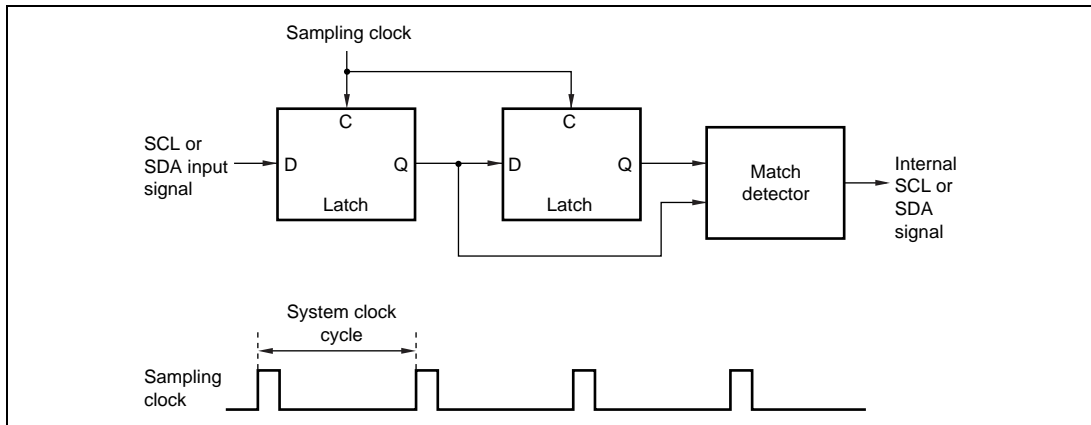 Sampling clock
C
C
SCL or
SDA input
signal
D
Q
D
Q
Latch
Latch
Match
detector
Internal
SCL or
SDA
signal
System clock
cycle
Sampling
clock